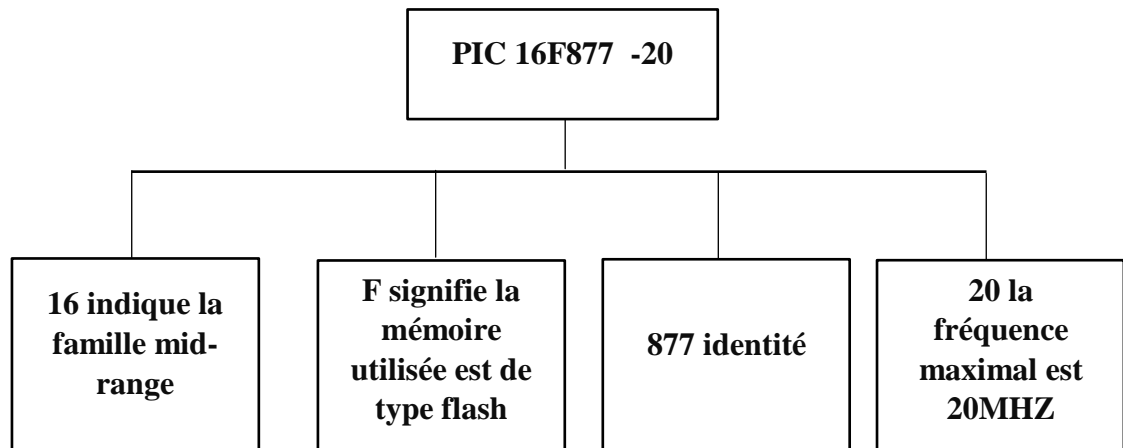 PIC 16F877 -20
16 indique la
famille mid-
range
F signifie la
mémoire
utilisée est de
type flash
877 identité
20 la
fréquence
maximal est
20MHZ